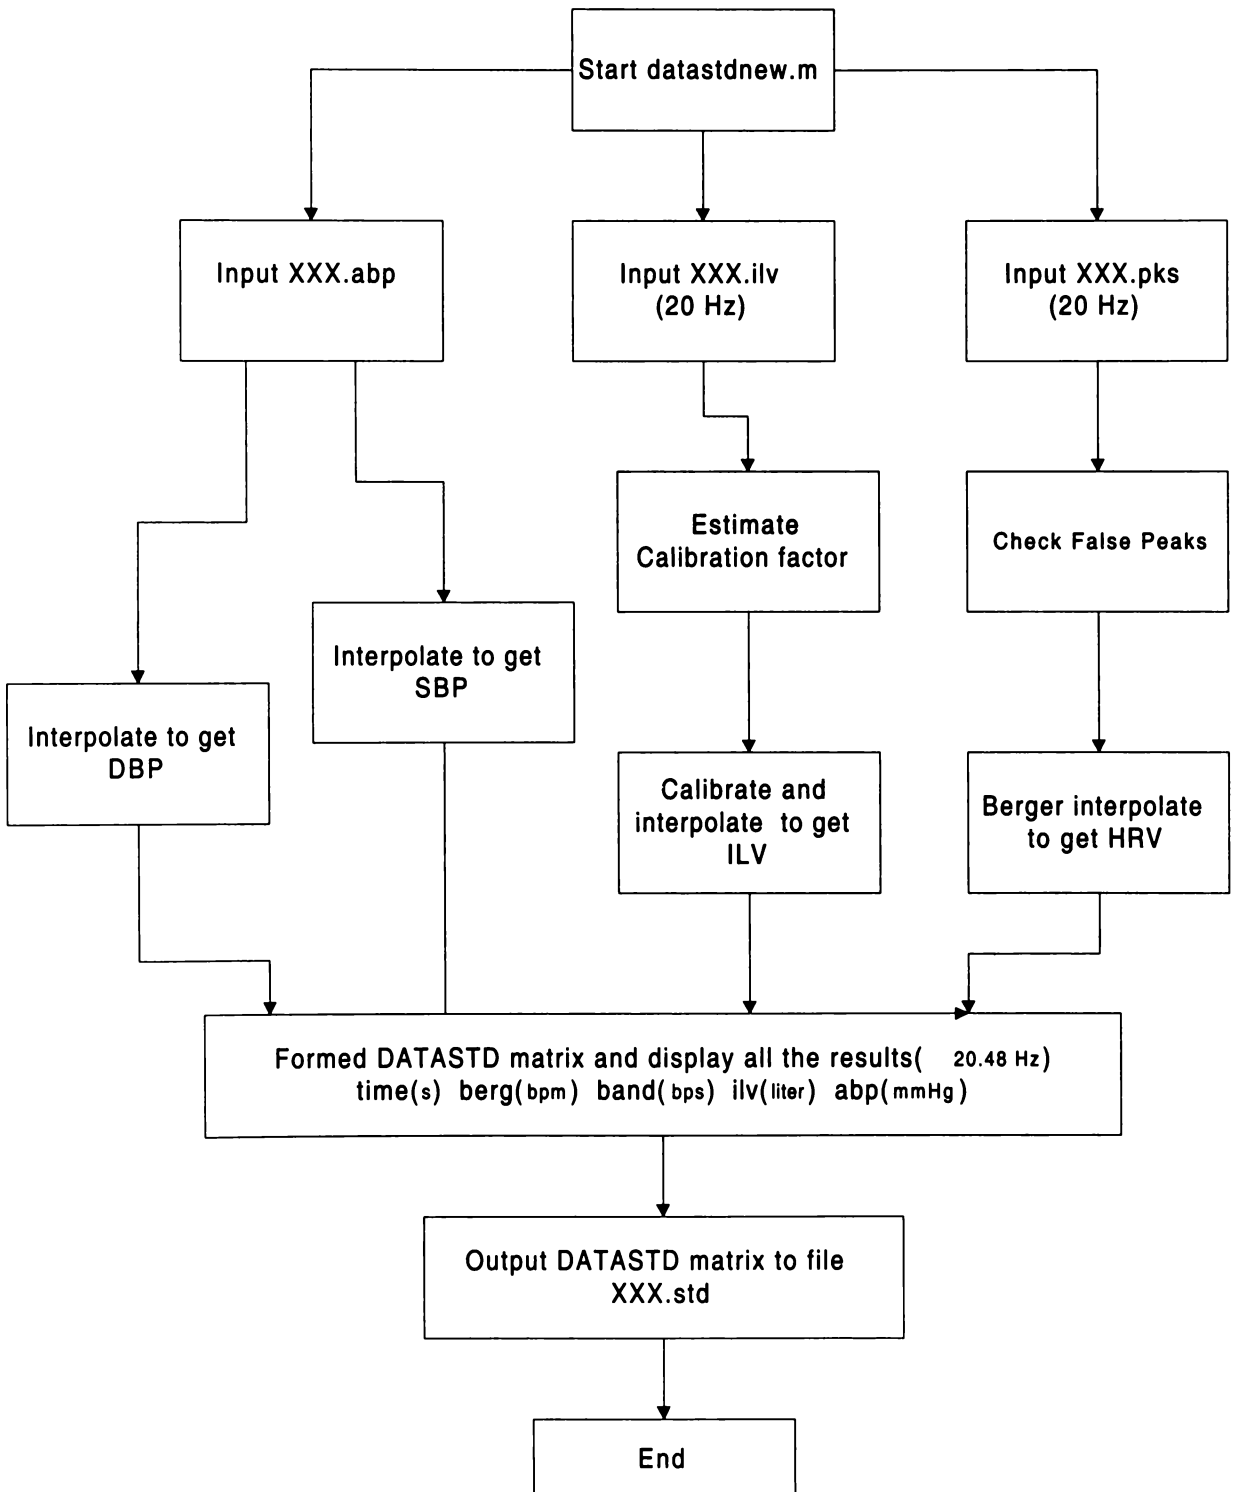 Start datastdnew.m
Input XXX.abp
Input XXX.ilv
(20 Hz)
Input XXX.pks
(20 Hz)
Estimate
Calibration factor
Check False Peaks
Interpolate to get
SBP
Interpolate to get
DBP
Calibrate and
interpolate to get
ILV
Berger interpolate
to get HRV
Formed DATASTD matrix and display all the results( 20.48 Hz)
time(s) berg(bpm) band(bps) ilv(liter) abp(mmHg)
Output DATASTD matrix to file
XXX.std
End